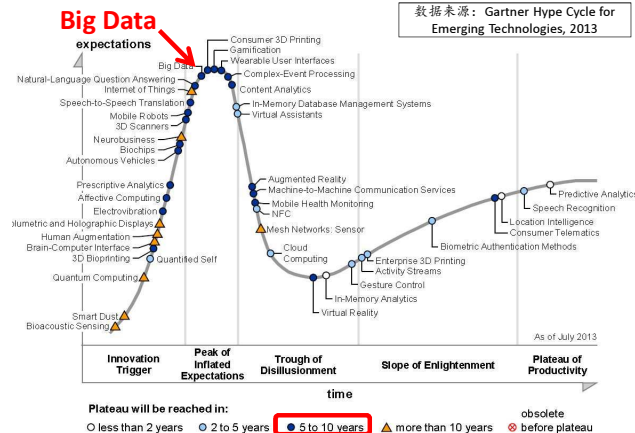 Big Data
数据来源：Gartner Hype Cycle for
Emerging Technologies, 2013
expectations
Consumer 3D Printing
Gamification
Wearable User Interfaces
Big Data
Complex-Event Processing
Natural-Language Question Answering
Internet of Things
Content Analytics
Speech-to-Speech Translation
In-Memory Database Management Systems
Mobile Robots
Virtual Assistants
3D Scanners
Neurobusiness
Biochips
Autonomous Vehicles
Augmented Reality
Prescriptive Analytics
Machine-to-Machine Communication Services
Predictive Analytics
Affective Computing
Mobile Health Monitoring
Speech Recognition
Electrovibration
NFC
Location Intelligence
olumetric and Holographic Displays
Mesh Networks: Sensor
Consumer Telematics
Human Augmentation
Brain-Computer Interface
Cloud
Computing
Biometric Authentication Methods
3D Bioprinting
Quantified Self
Enterprise 3D Printing
Activity Streams
Quantum Computing
Gesture Control
In-Memory Analytics
Smart Dust
Virtual Reality
Bioacoustic Sensing
As of July 2013
Innovation
Trigger
Peak of
Inflated
Expectations
Trough of
Disillusionment
Slope of Enlightenment
Plateau of
Productivity
time
Plateau will be reached in:
less than 2 years
2 to 5 years
5 to 10 years
more than 10 years
obsolete
before plateau